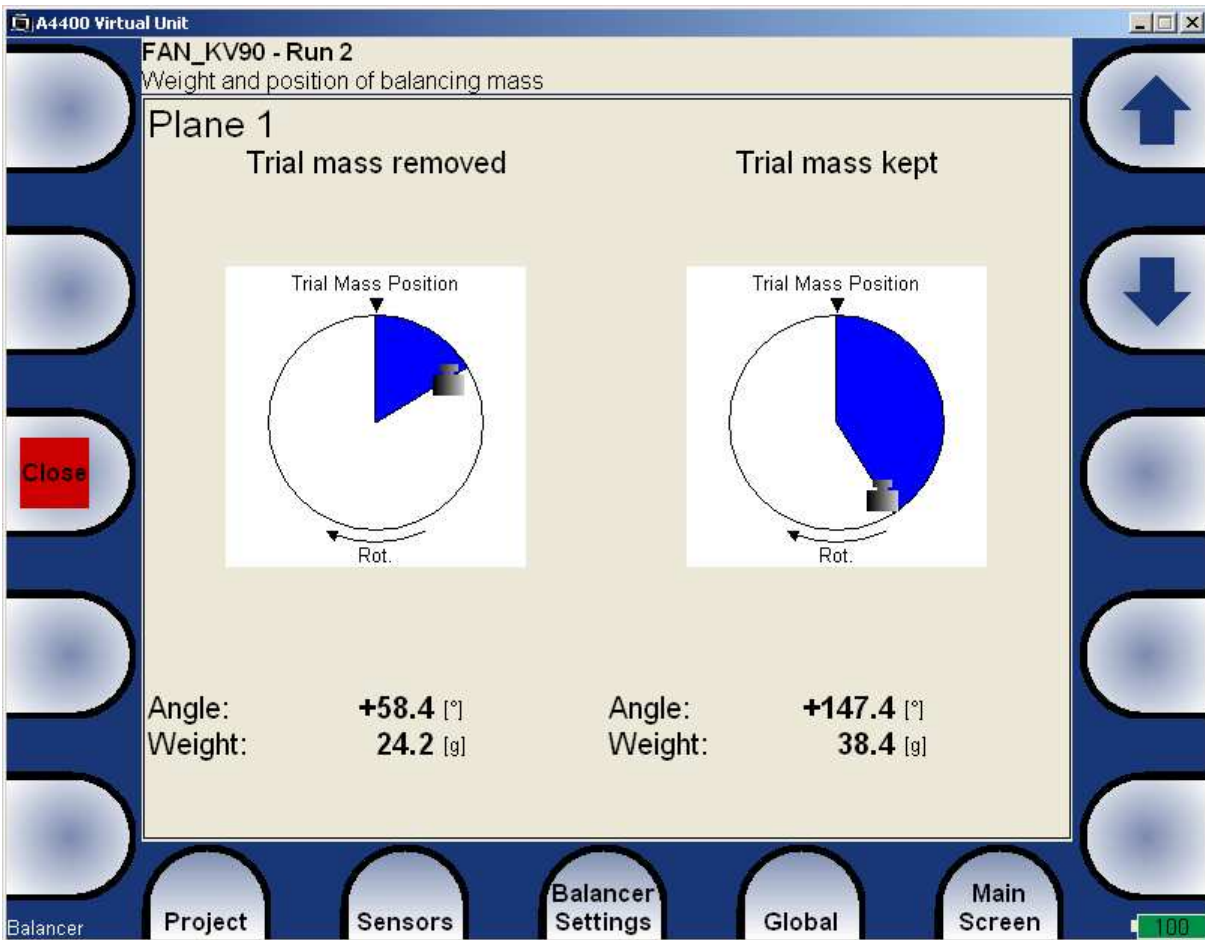 A4400 Virtual Unit
FAN_KV90 - Run 2
Weight and position of balancing mass
Plane 1
Trial mass removed
Trial mass kept
Trial Mass Position
Trial Mass Position
Rot.
Rot.
Close
Angle: +58.4 [°]
Weight: 24.2 [g]
Angle: +147.4 [°]
Weight: 38.4 [g]
Balancer
Project
Sensors
Balancer
Settings
Global
Main
Screen
100